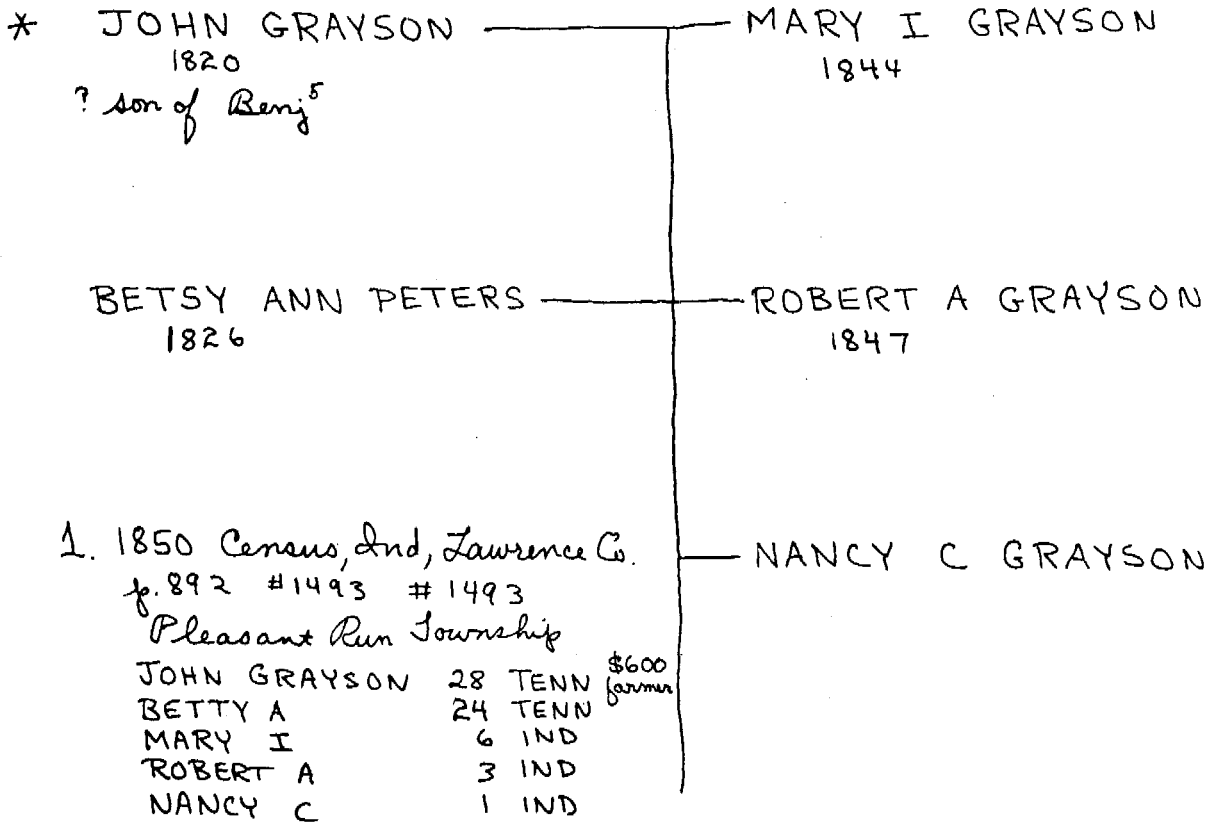 * JOHN GRAYSON MARY I GRAYSON
1820 1844
? son of Benj⁵
BETSY ANN PETERS ROBERT A GRAYSON
1826 1847
1. 1850 Census, Ind, Lawrence Co. NANCY C GRAYSON
p. 892 #1493 #1493
Pleasant Run Township
JOHN GRAYSON 28 TENN $600 farmer
BETTY A 24 TENN
MARY I 6 IND
ROBERT A 3 IND
NANCY C 1 IND